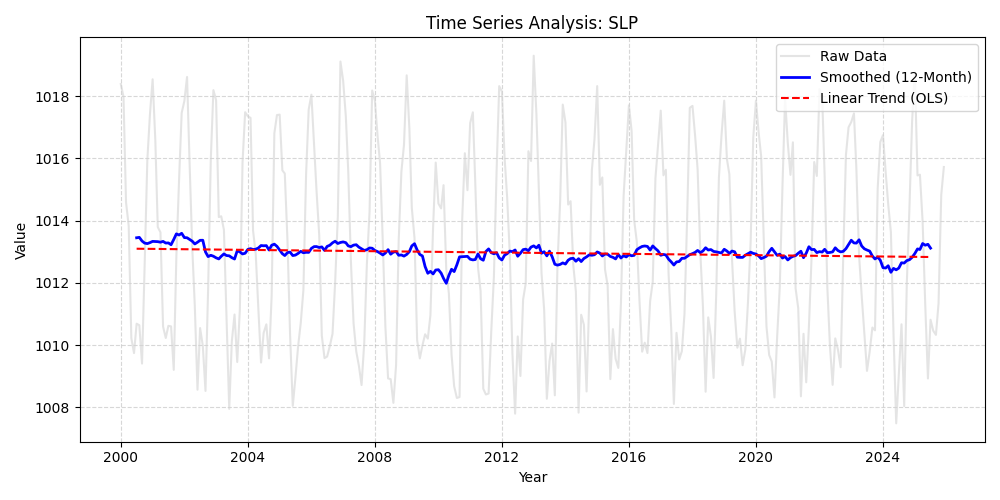 Time Series Analysis: SLP
Raw Data
Smoothed (12-Month)
Linear Trend (OLS)
Value
1018
1016
1014
1012
1010
1008
2000 2004 2008 2012 2016 2020 2024
Year